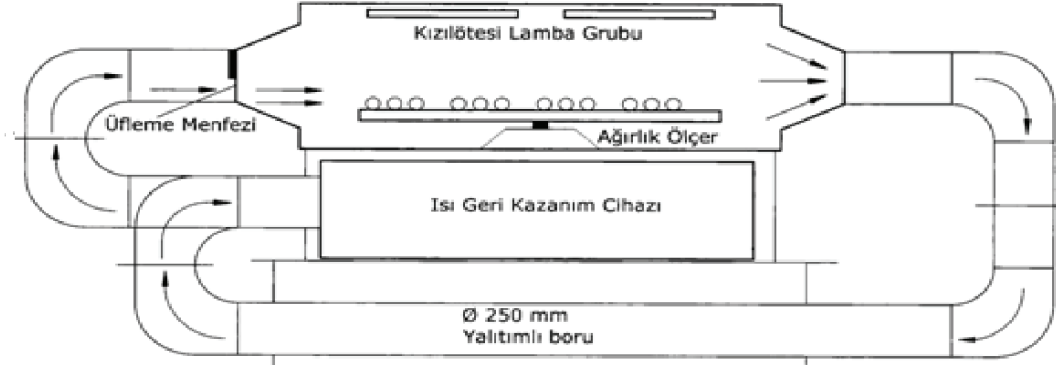 Kızılötesi Lamba Grubu
Üfleme Menfezi
Ağırlık Ölçer
Isı Geri Kazanım Cihazı
Ø 250 mm
Yalıtımlı boru